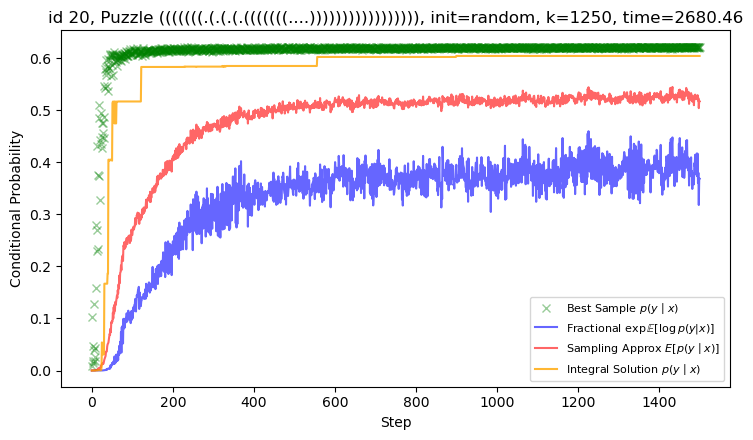 id 20, Puzzle (((((((.(.(.(.(((((((....))))))))))))))))), init=random, k=1250, time=2680.46
Conditional Probability
0.6
0.5
0.4
0.3
0.2
0.1
0.0
Best Sample p(y | x)
Fractional exp 𝔼[log p(y|x)]
Sampling Approx E[p(y | x)]
Integral Solution p(y | x)
0 200 400 600 800 1000 1200 1400
Step